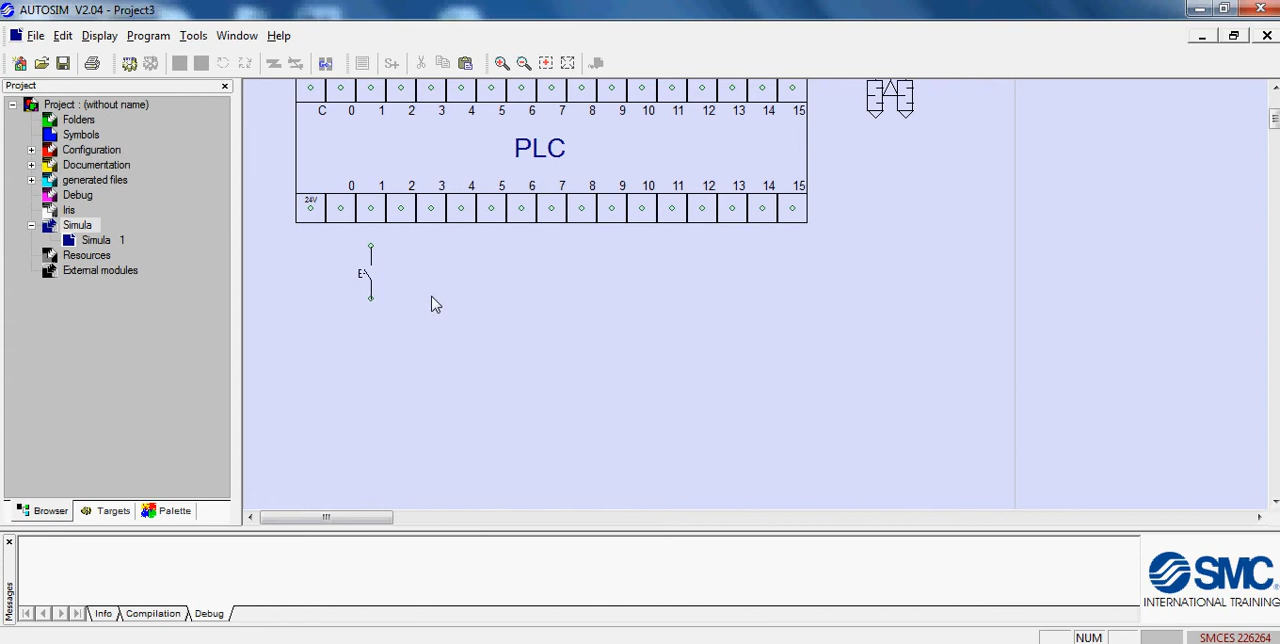 AUTOSIM V2.04 - Project3
File Edit Display Program Tools Window Help
S+
Project
Project : (without name)
Folders
Symbols
Configuration
Documentation
generated files
Debug
Iris
Simula
Simula 1
Resources
External modules
Browser Targets Palette
C 0 1 2 3 4 5 6 7 8 9 10 11 12 13 14 15
PLC
0 1 2 3 4 5 6 7 8 9 10 11 12 13 14 15
24V
E
Messages
Info Compilation Debug
SMC
INTERNATIONAL TRAINING
NUM
SMCES 226264